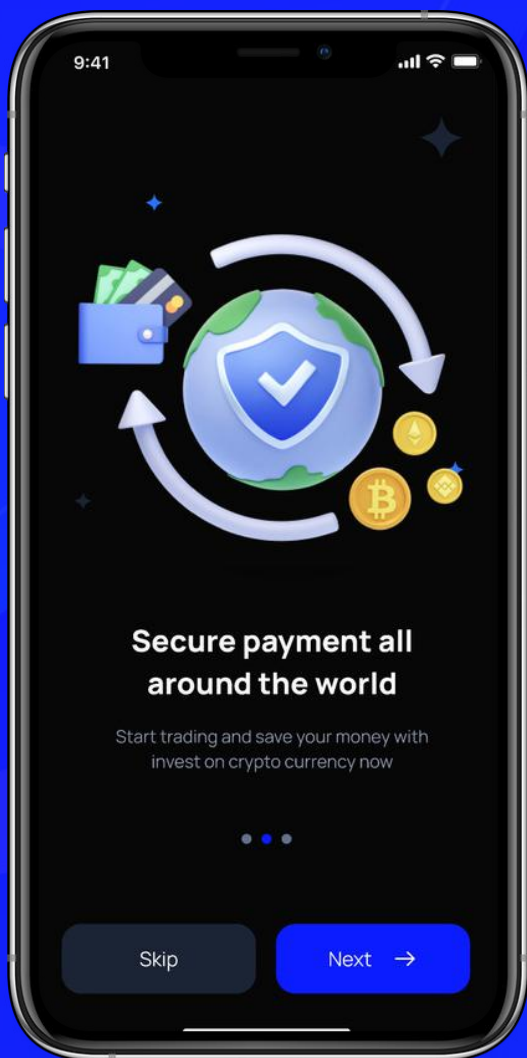 9:41
Secure payment all
around the world
Start trading and save your money with
invest on crypto currency now
Skip
Next →